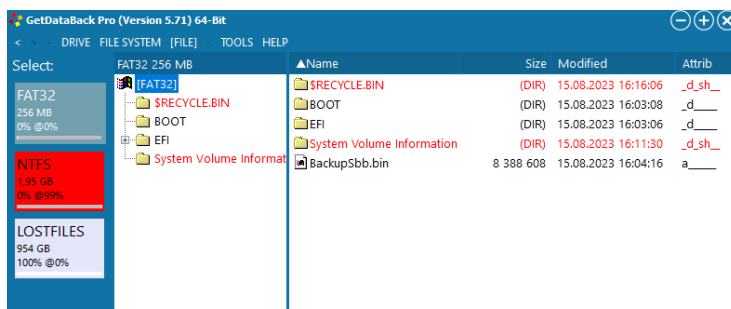 GetDataBack Pro (Version 5.71) 64-Bit
< > - DRIVE FILE SYSTEM [FILE] - TOOLS HELP
Select:
FAT32
256 MB
0% @0%
NTFS
1,95 GB
0% @99%
LOSTFILES
954 GB
100% @0%
FAT32 256 MB
[FAT32]
$RECYCLE.BIN
BOOT
EFI
System Volume Informat
▲Name Size Modified Attrib
$RECYCLE.BIN (DIR) 15.08.2023 16:16:06 _d_sh__
BOOT (DIR) 15.08.2023 16:03:08 _d____
EFI (DIR) 15.08.2023 16:03:06 _d____
System Volume Information (DIR) 15.08.2023 16:11:30 _d_sh__
BackupSbb.bin 8 388 608 15.08.2023 16:04:16 a_____